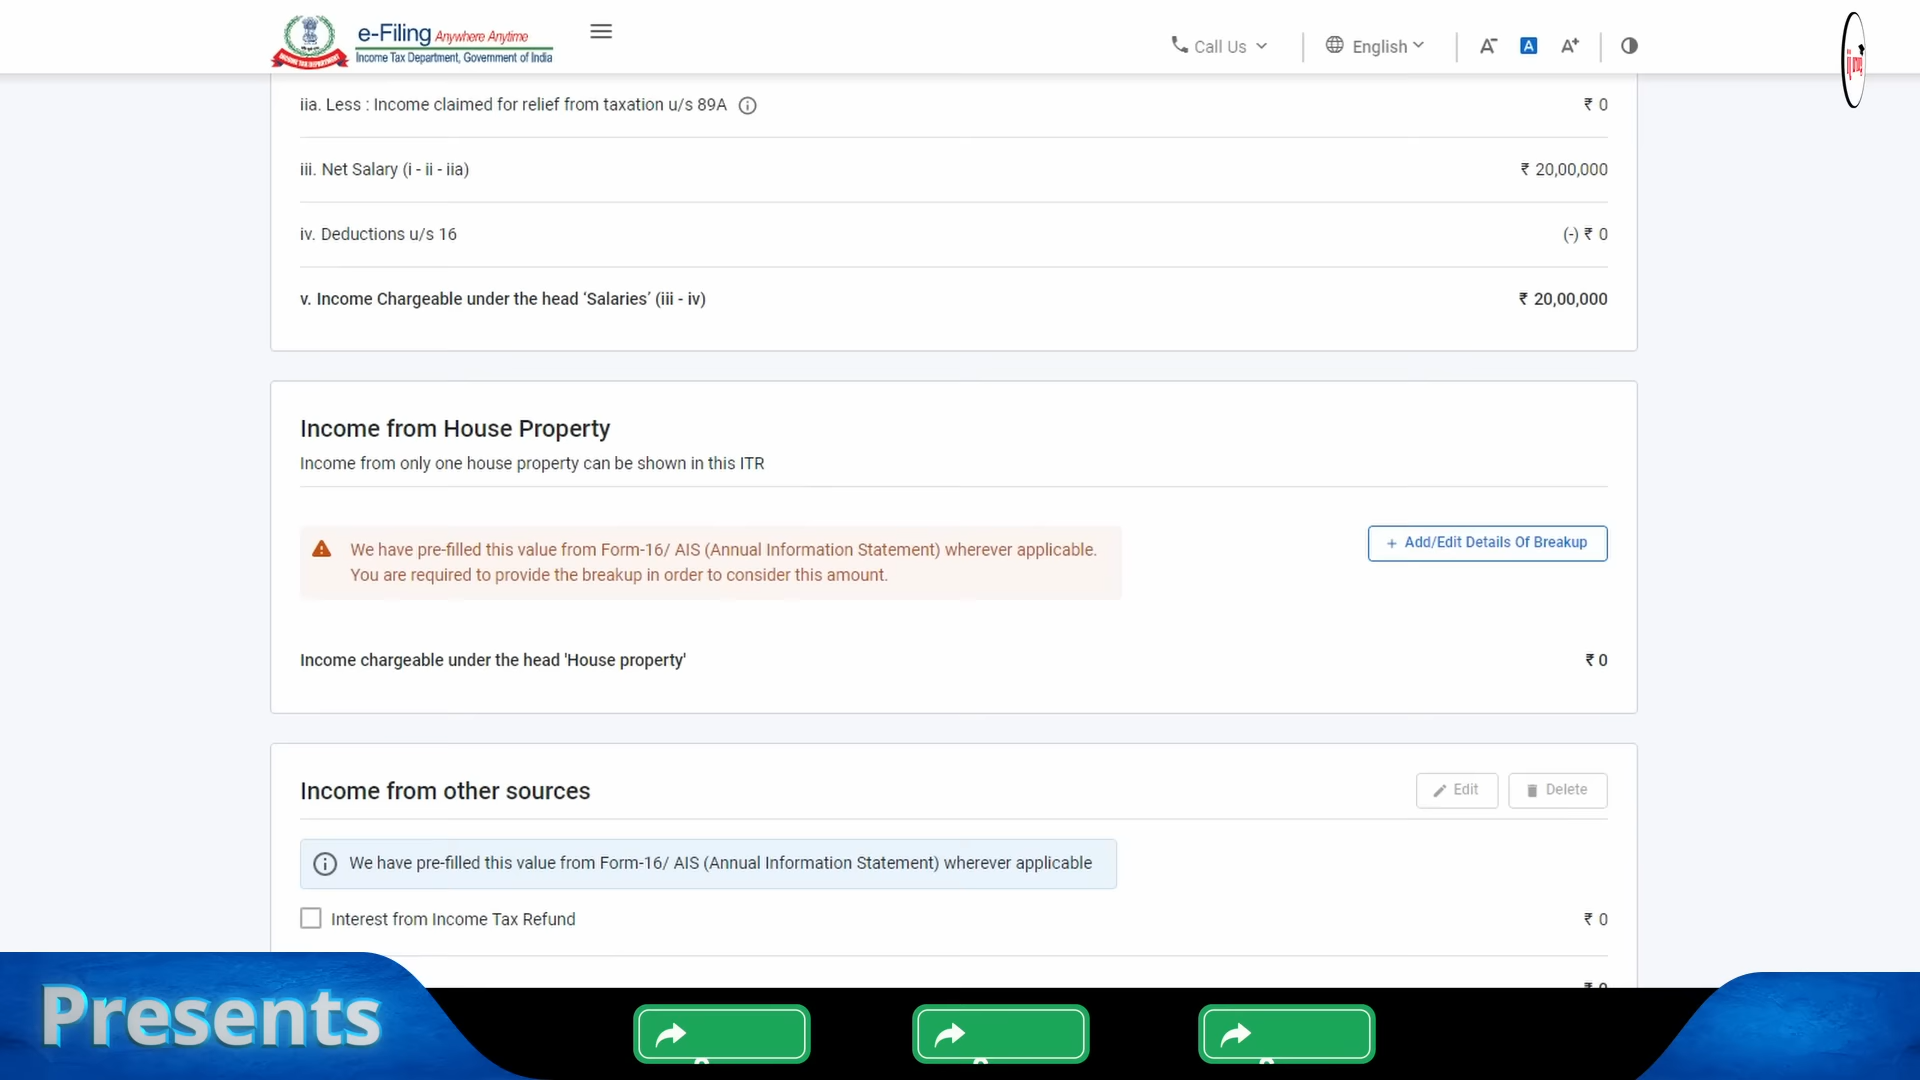 e-Filing Anywhere Anytime
Income Tax Department, Government of India
Call Us
English
A-
A
A+
iia. Less : Income claimed for relief from taxation u/s 89A ₹ 0
iii. Net Salary (i - ii - iia) ₹ 20,00,000
iv. Deductions u/s 16 (-) ₹ 0
v. Income Chargeable under the head ‘Salaries’ (iii - iv) ₹ 20,00,000
Income from House Property
Income from only one house property can be shown in this ITR
We have pre-filled this value from Form-16/ AIS (Annual Information Statement) wherever applicable.
You are required to provide the breakup in order to consider this amount.
+ Add/Edit Details Of Breakup
Income chargeable under the head 'House property' ₹ 0
Income from other sources
Edit
Delete
We have pre-filled this value from Form-16/ AIS (Annual Information Statement) wherever applicable
Interest from Income Tax Refund ₹ 0
Presents